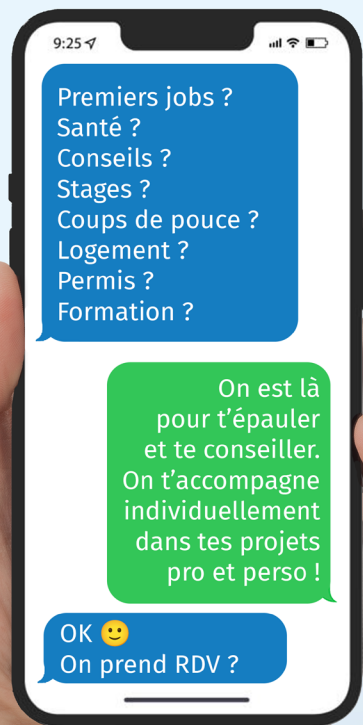 9:25
Premiers jobs ?
Santé ?
Conseils ?
Stages ?
Coups de pouce ?
Logement ?
Permis ?
Formation ?
On est là
pour t’épauler
et te conseiller.
On t’accompagne
individuellement
dans tes projets
pro et perso !
OK 🙂
On prend RDV ?